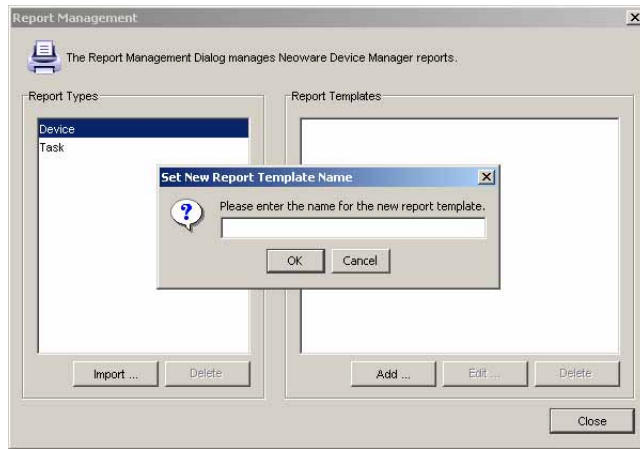 Report Management
The Report Management Dialog manages Neoware Device Manager reports.
Report Types
Report Templates
Device
Task
Set New Report Template Name
Please enter the name for the new report template.
OK
Cancel
Import ...
Delete
Add ...
Edit ...
Delete
Close